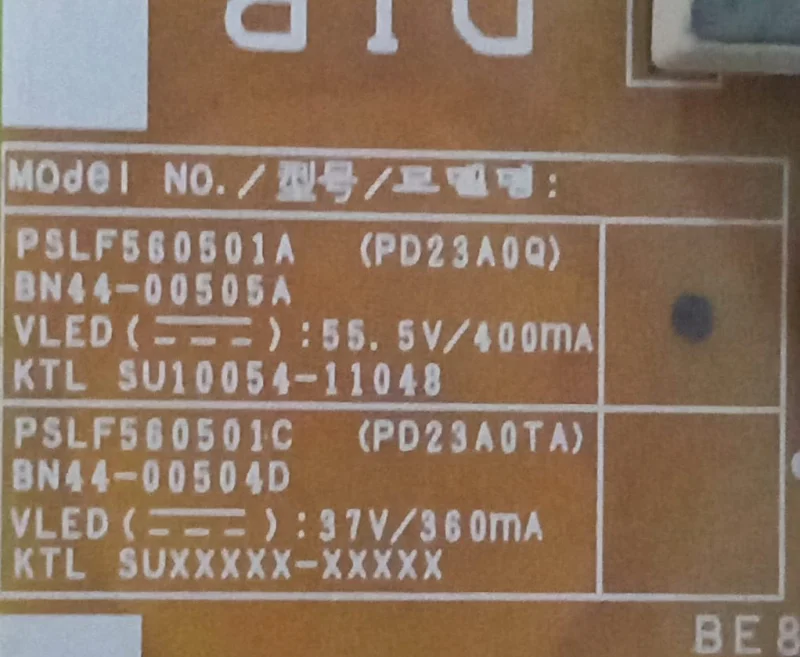 Model NO./型号/모델명:
PSLF560501A (PD23A0Q)
BN44-00505A
VLED(⎓):55.5V/400mA
KTL SU10054-11048
PSLF560501C (PD23A0TA)
BN44-00504D
VLED(⎓):37V/360mA
KTL SUXXXXX-XXXXX
BE8